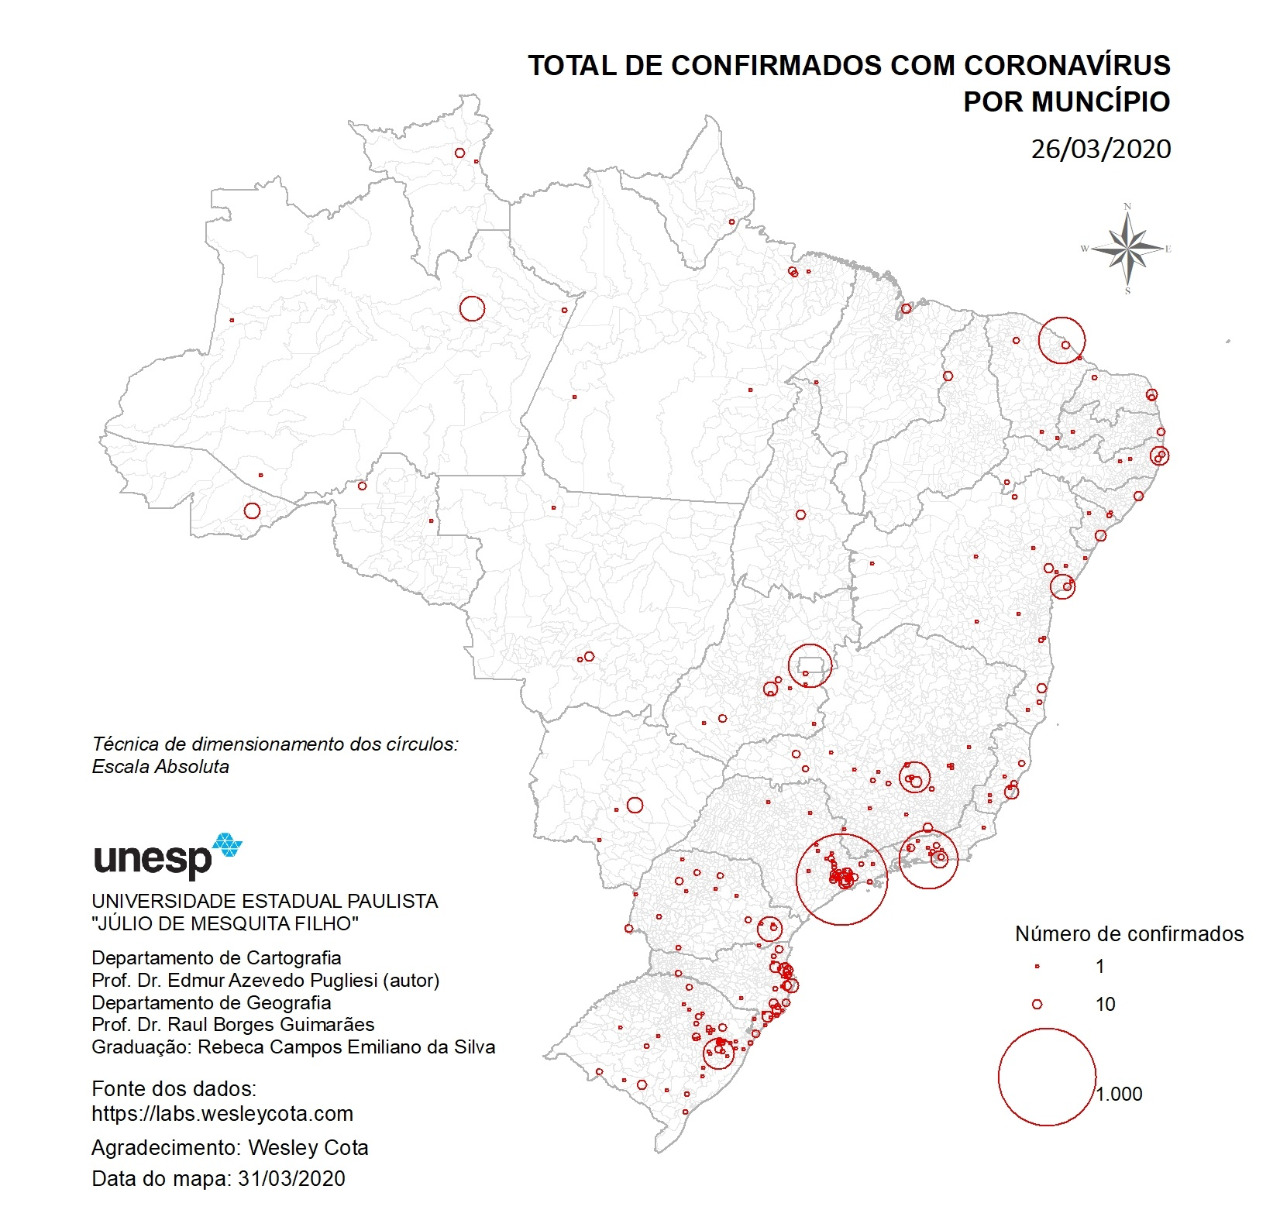 TOTAL DE CONFIRMADOS COM CORONAVÍRUS
POR MUNCÍPIO
26/03/2020
N
W
E
S
Técnica de dimensionamento dos círculos:
Escala Absoluta
unesp
UNIVERSIDADE ESTADUAL PAULISTA
"JÚLIO DE MESQUITA FILHO"
Departamento de Cartografia
Prof. Dr. Edmur Azevedo Pugliesi (autor)
Departamento de Geografia
Prof. Dr. Raul Borges Guimarães
Graduação: Rebeca Campos Emiliano da Silva
Fonte dos dados:
https://labs.wesleycota.com
Agradecimento: Wesley Cota
Data do mapa: 31/03/2020
Número de confirmados
1
10
1.000